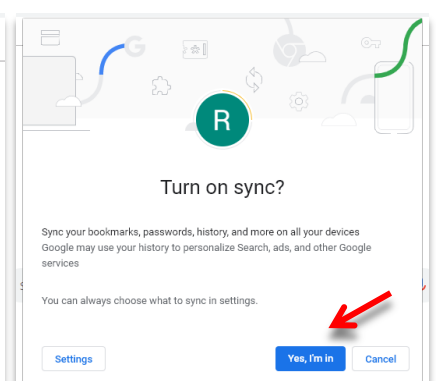 G
R
Turn on sync?
Sync your bookmarks, passwords, history, and more on all your devices
Google may use your history to personalize Search, ads, and other Google
services
You can always choose what to sync in settings.
Settings Yes, I'm in Cancel